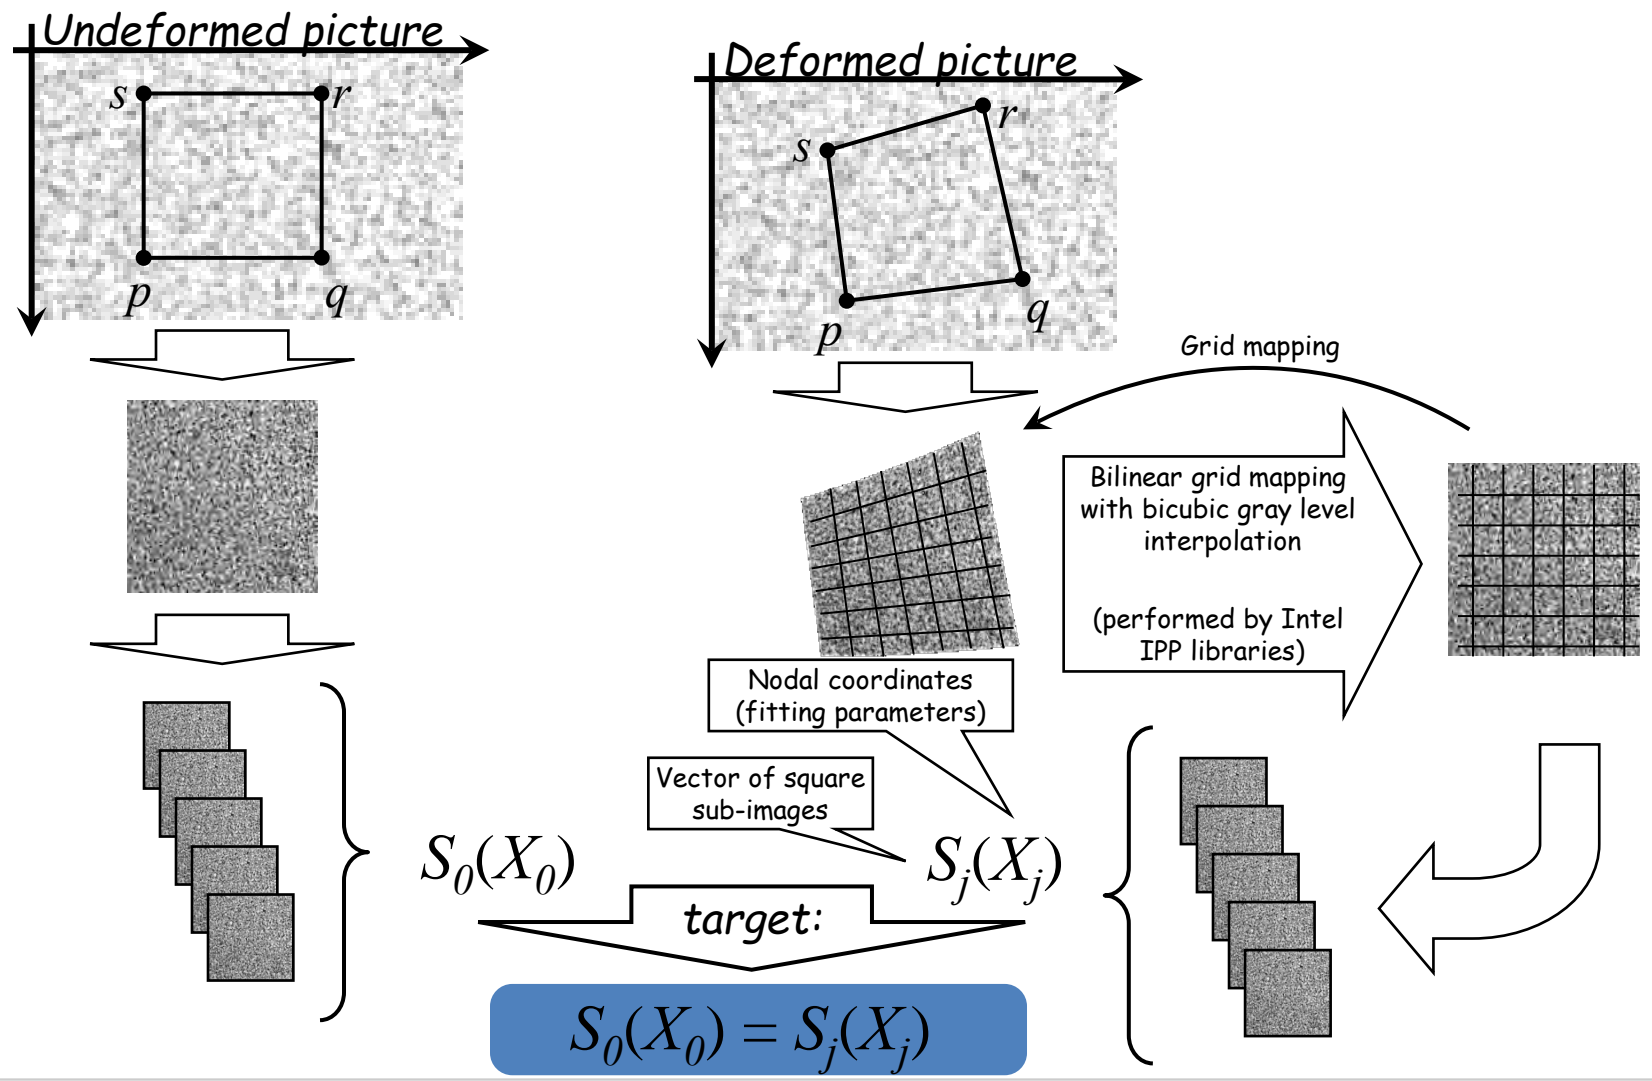 Undeformed picture
s
r
p
q
Deformed picture
r
s
q
p
Grid mapping
Bilinear grid mapping
with bicubic gray level
interpolation
(performed by Intel
IPP libraries)
Nodal coordinates
(fitting parameters)
Vector of square
sub-images
S₀(X₀)
Sⱼ(Xⱼ)
target:
S₀(X₀) = Sⱼ(Xⱼ)